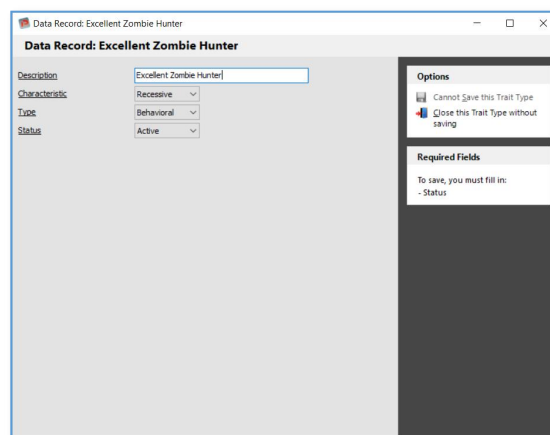 Data Record: Excellent Zombie Hunter
Data Record: Excellent Zombie Hunter
Description Excellent Zombie Hunter
Characteristic Recessive
Type Behavioral
Status Active
Options
Cannot Save this Trait Type
Close this Trait Type without
saving
Required Fields
To save, you must fill in:
- Status